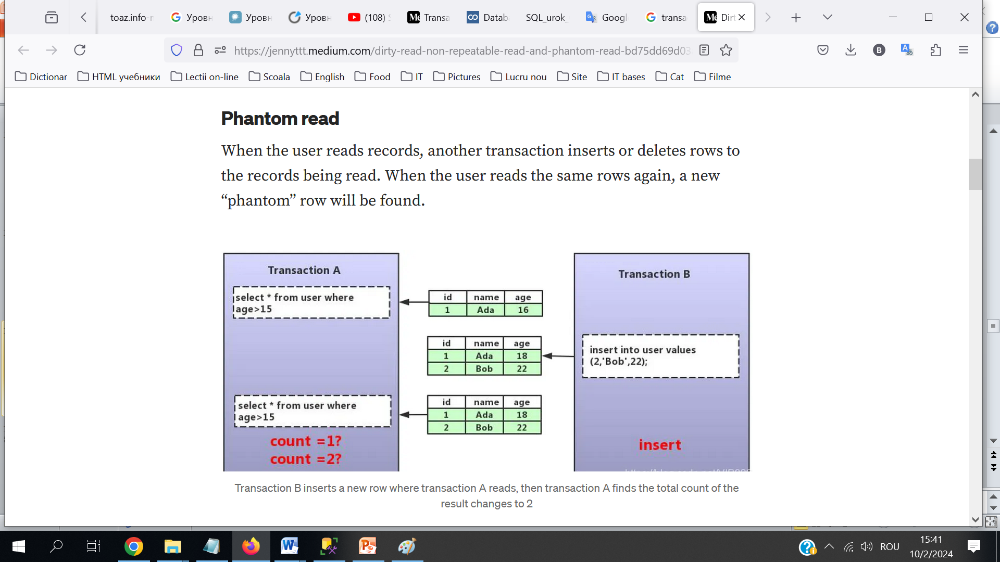 toaz.info-r
Уровн
Уровн
Уровн
(108) S
Transa
Datab
SQL_urok_
Googl
transa
Dirt
https://jennyttt.medium.com/dirty-read-non-repeatable-read-and-phantom-read-bd75dd69d03
B
Dictionar
HTML учебники
Lectii on-line
Scoala
English
Food
IT
Pictures
Lucru nou
Site
IT bases
Cat
Filme
Phantom read
When the user reads records, another transaction inserts or deletes rows to
the records being read. When the user reads the same rows again, a new
“phantom” row will be found.
Transaction A
select * from user where
age>15
id name age
1 Ada 16
Transaction B
id name age
1 Ada 18
2 Bob 22
insert into user values
(2,'Bob',22);
select * from user where
age>15
id name age
1 Ada 18
2 Bob 22
count =1?
count =2?
insert
Transaction B inserts a new row where transaction A reads, then transaction A finds the total count of the
result changes to 2
ROU
15:41
10/2/2024